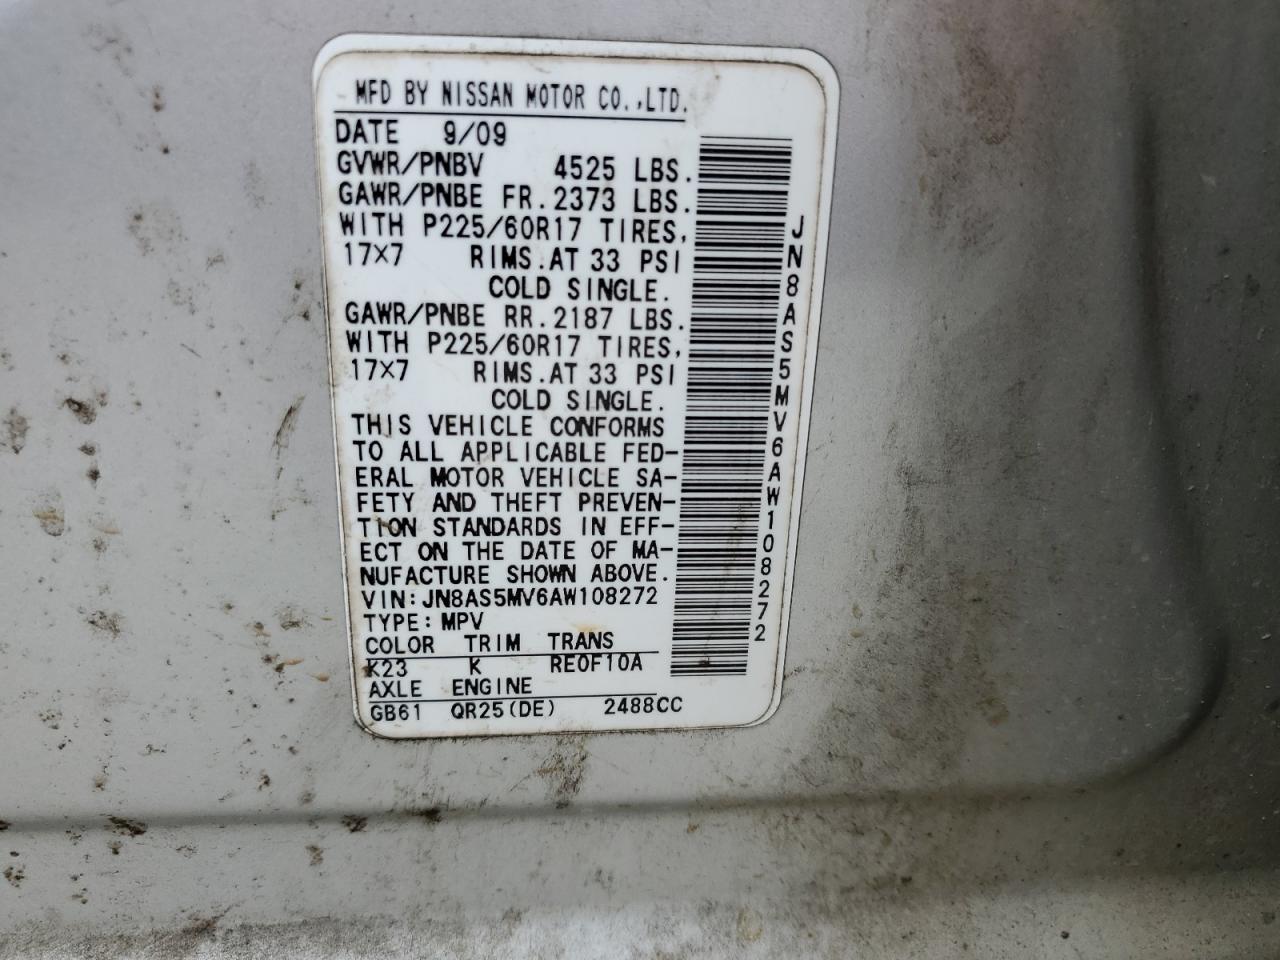 MFD BY NISSAN MOTOR CO.,LTD.
DATE 9/09
GVWR/PNBV 4525 LBS.
GAWR/PNBE FR.2373 LBS.
WITH P225/60R17 TIRES,
17×7 RIMS.AT 33 PSI
COLD SINGLE.
GAWR/PNBE RR.2187 LBS.
WITH P225/60R17 TIRES,
17×7 RIMS.AT 33 PSI
COLD SINGLE.
THIS VEHICLE CONFORMS
TO ALL APPLICABLE FED-
ERAL MOTOR VEHICLE SA-
FETY AND THEFT PREVEN-
TION STANDARDS IN EFF-
ECT ON THE DATE OF MA-
NUFACTURE SHOWN ABOVE.
VIN:JN8AS5MV6AW108272
TYPE:MPV
COLOR TRIM TRANS
K23 K RE0F10A
AXLE ENGINE
GB61 QR25(DE) 2488CC
JN8AS5MV6AW108272